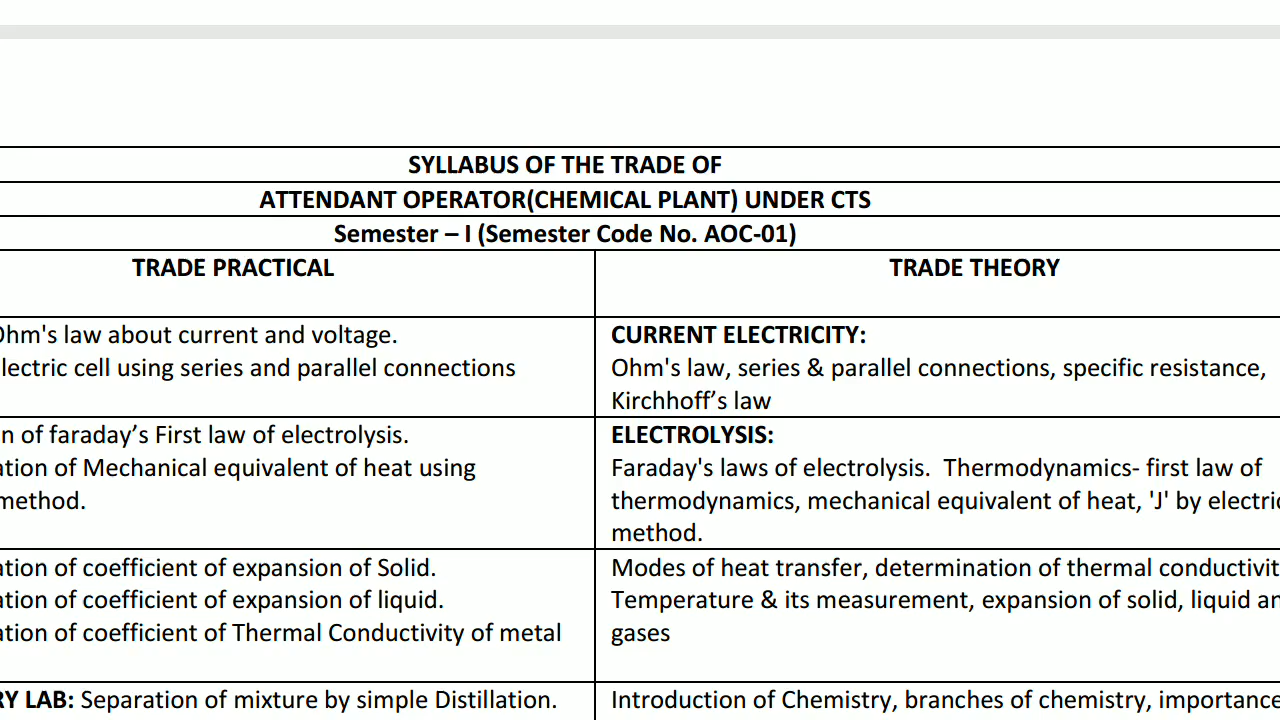 SYLLABUS OF THE TRADE OF
ATTENDANT OPERATOR(CHEMICAL PLANT) UNDER CTS
Semester – I (Semester Code No. AOC-01)
TRADE PRACTICAL
TRADE THEORY
Ohm's law about current and voltage.
lectric cell using series and parallel connections
CURRENT ELECTRICITY:
Ohm's law, series & parallel connections, specific resistance,
Kirchhoff’s law
n of faraday’s First law of electrolysis.
ation of Mechanical equivalent of heat using
method.
ELECTROLYSIS:
Faraday's laws of electrolysis.  Thermodynamics- first law of
thermodynamics, mechanical equivalent of heat, 'J' by electric
method.
ation of coefficient of expansion of Solid.
ation of coefficient of expansion of liquid.
ation of coefficient of Thermal Conductivity of metal
Modes of heat transfer, determination of thermal conductivit
Temperature & its measurement, expansion of solid, liquid an
gases
RY LAB: Separation of mixture by simple Distillation.
Introduction of Chemistry, branches of chemistry, importance